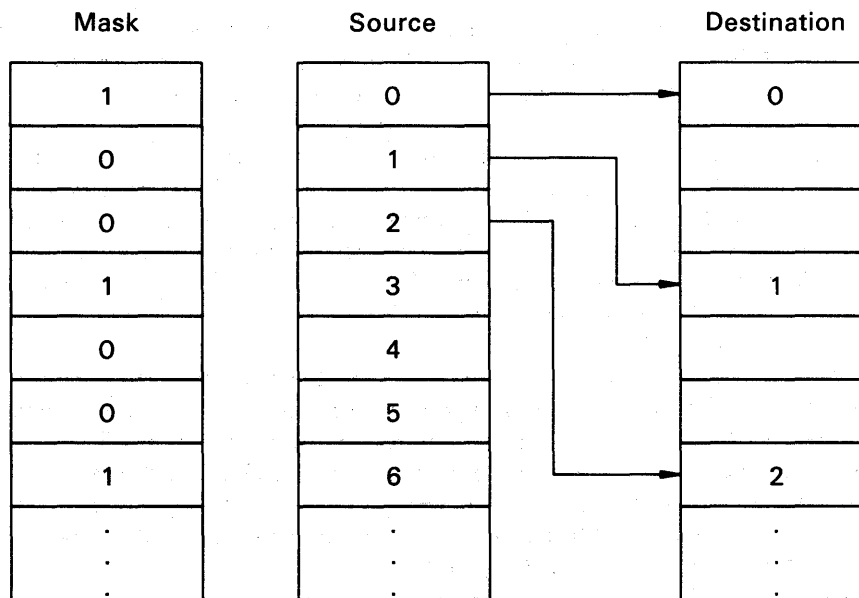 Mask Source Destination
1 0 0
0 1
0 2
1 3 1
0 4
0 5
1 6 2
. . .
. . .
. . .